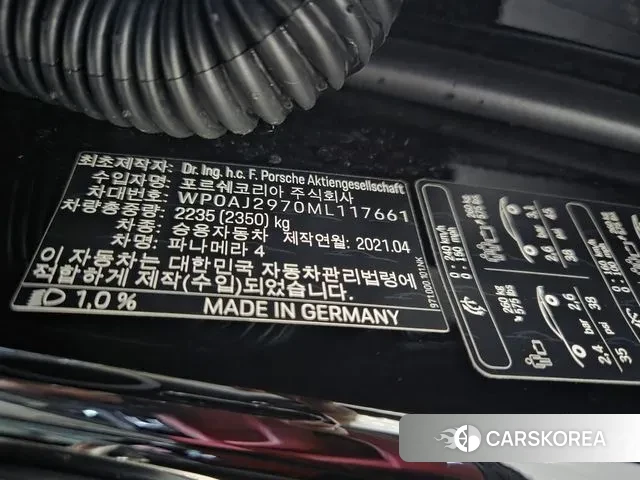 최초제작자: Dr. Ing. h.c. F. Porsche Aktiengesellschaft
수입자명: 포르쉐코리아 주식회사
차대번호: WP0AJ2970ML117661
차량총중량: 2235 (2350) kg
차종: 승용자동차 제작연월: 2021.04
차명: 파나메라 4
이 자동차는 대한민국 자동차관리법령에
적합하게 제작(수입)되었습니다.
1,0 % MADE IN GERMANY
CARSKOREA